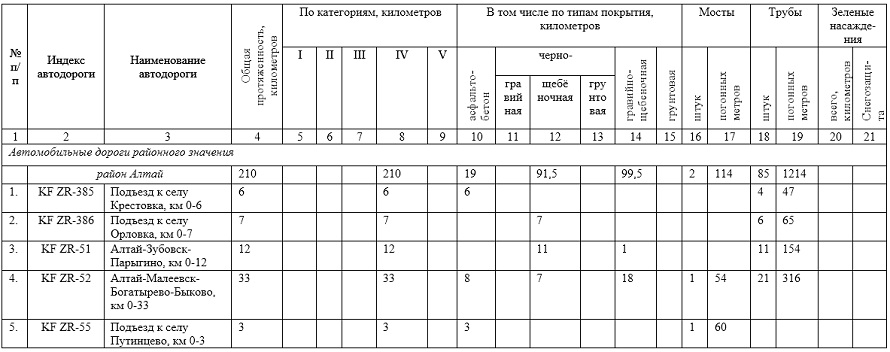 № п/п Индекс автодороги Наименование автодороги Общая протяженность, километров По категориям, километров В том числе по типам покрытия, километров Мосты Трубы Зеленые насаждения
I II III IV V асфальто-бетон черно- гравийно-щебеночная грунтовая штук погонных метров штук погонных метров всего, километров Снегозащита
гравийная щебёночная грунтовая
1 2 3 4 5 6 7 8 9 10 11 12 13 14 15 16 17 18 19 20 21
Автомобильные дороги районного значения
район Алтай 210 210 19 91,5 99,5 2 114 85 1214
1. KF ZR-385 Подъезд к селу 6 6 6 4 47
Крестовка, км 0-6
2. KF ZR-386 Подъезд к селу 7 7 7 6 65
Орловка, км 0-7
3. KF ZR-51 Алтай-Зубовск- 12 12 11 1 11 154
Парыгино, км 0-12
4. KF ZR-52 Алтай-Малеевск- 33 33 8 7 18 1 54 21 316
Богатырево-Быково,
км 0-33
5. KF ZR-55 Подъезд к селу 3 3 3 1 60
Путинцево, км 0-3